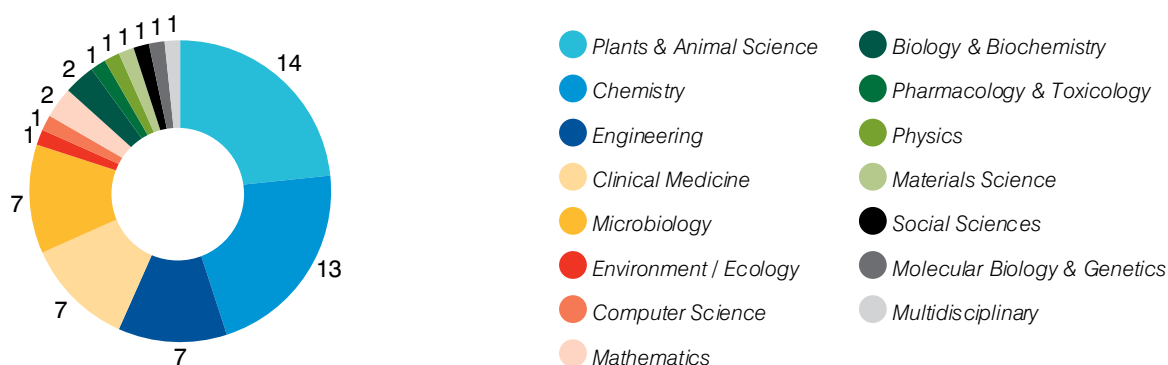 1
1
1
1
1
1
2
2
1
1
7
7
7
13
14
Plants & Animal Science
Chemistry
Engineering
Clinical Medicine
Microbiology
Environment / Ecology
Computer Science
Mathematics
Biology & Biochemistry
Pharmacology & Toxicology
Physics
Materials Science
Social Sciences
Molecular Biology & Genetics
Multidisciplinary